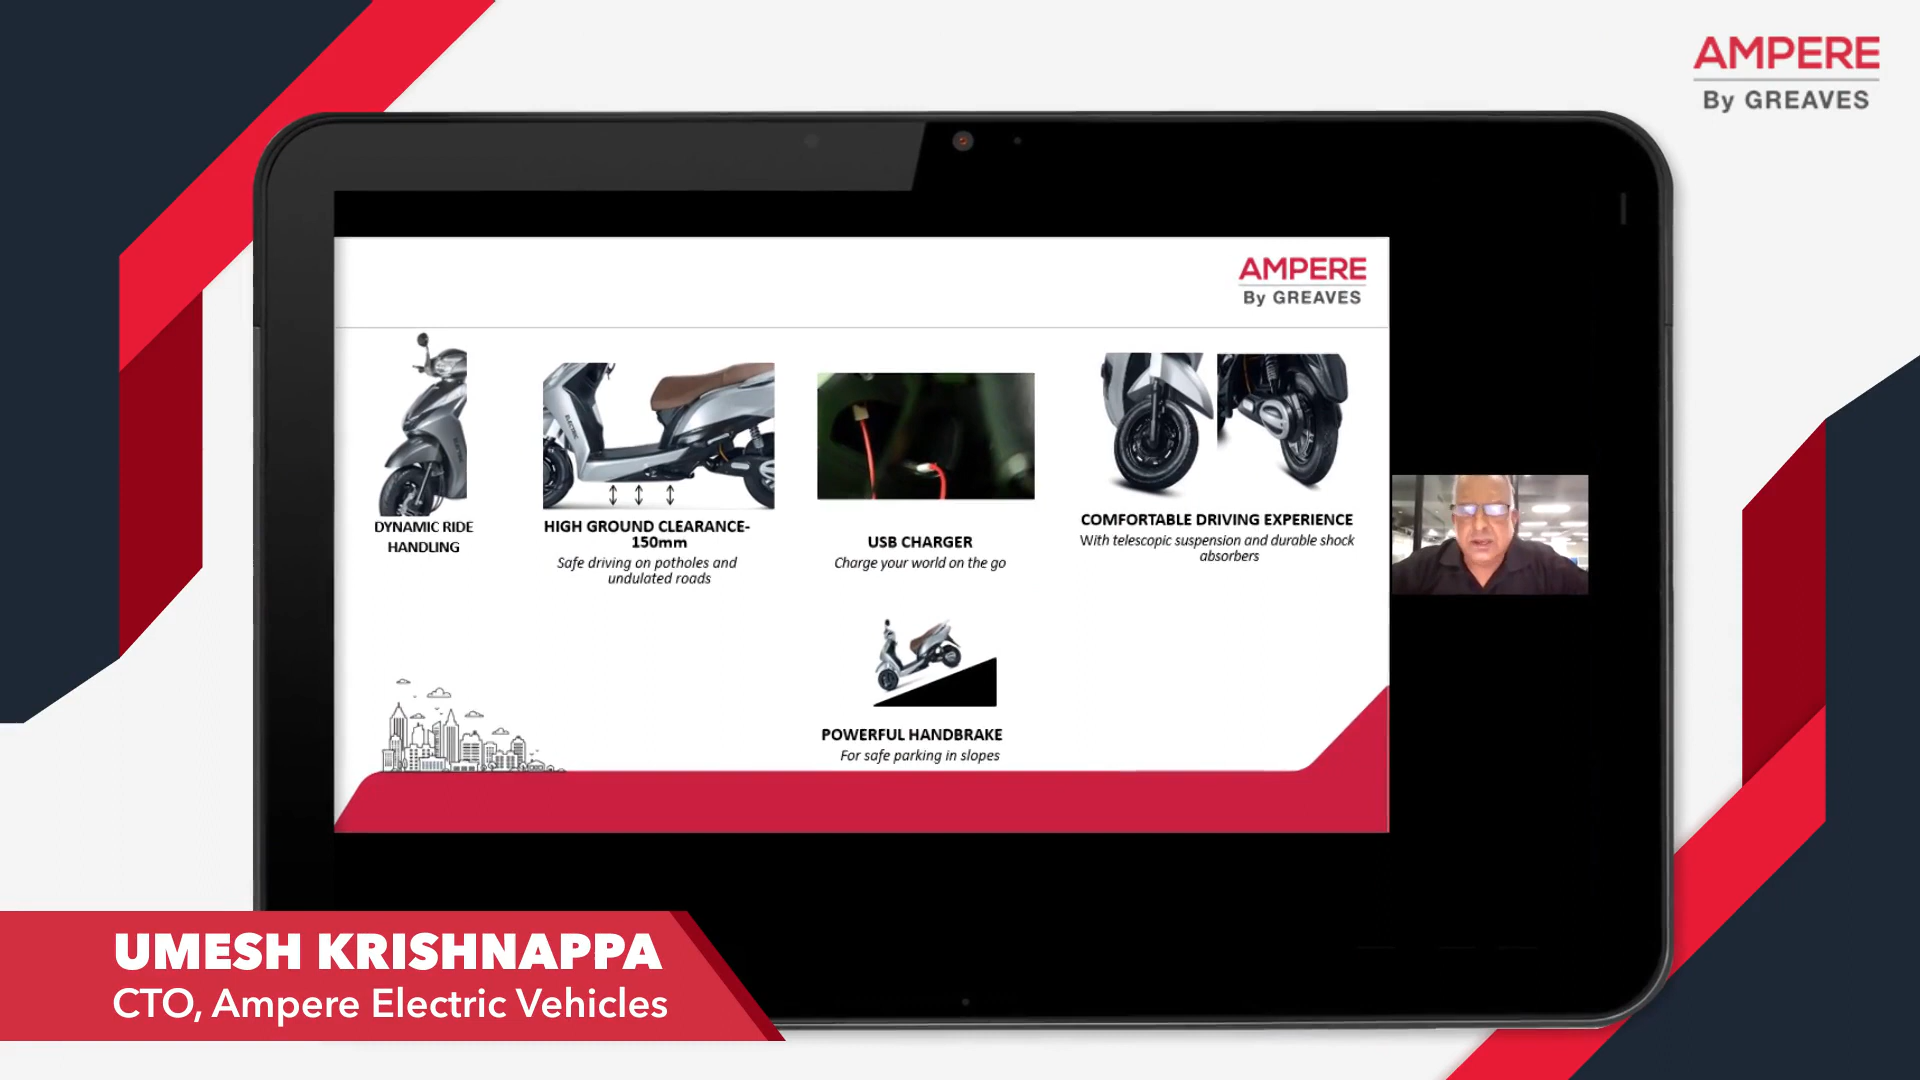 AMPERE
By GREAVES
AMPERE
By GREAVES
DYNAMIC RIDE
HANDLING
HIGH GROUND CLEARANCE-
150mm
Safe driving on potholes and
undulated roads
USB CHARGER
Charge your world on the go
COMFORTABLE DRIVING EXPERIENCE
With telescopic suspension and durable shock
absorbers
POWERFUL HANDBRAKE
For safe parking in slopes
UMESH KRISHNAPPA
CTO, Ampere Electric Vehicles